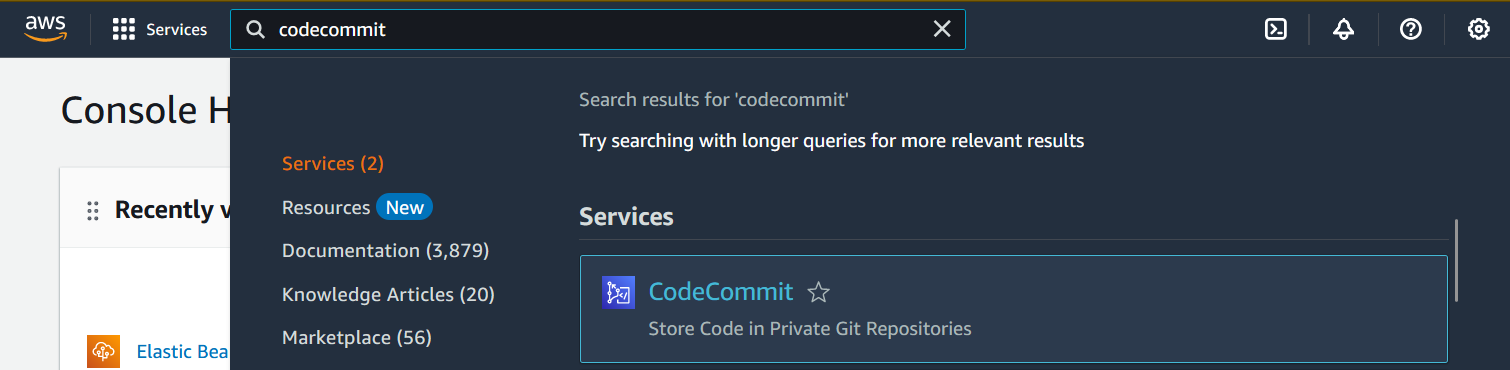 aws
Services
codecommit
Console H
Recently v
Elastic Bea
Services (2)
Resources New
Documentation (3,879)
Knowledge Articles (20)
Marketplace (56)
Search results for 'codecommit'
Try searching with longer queries for more relevant results
Services
CodeCommit
Store Code in Private Git Repositories